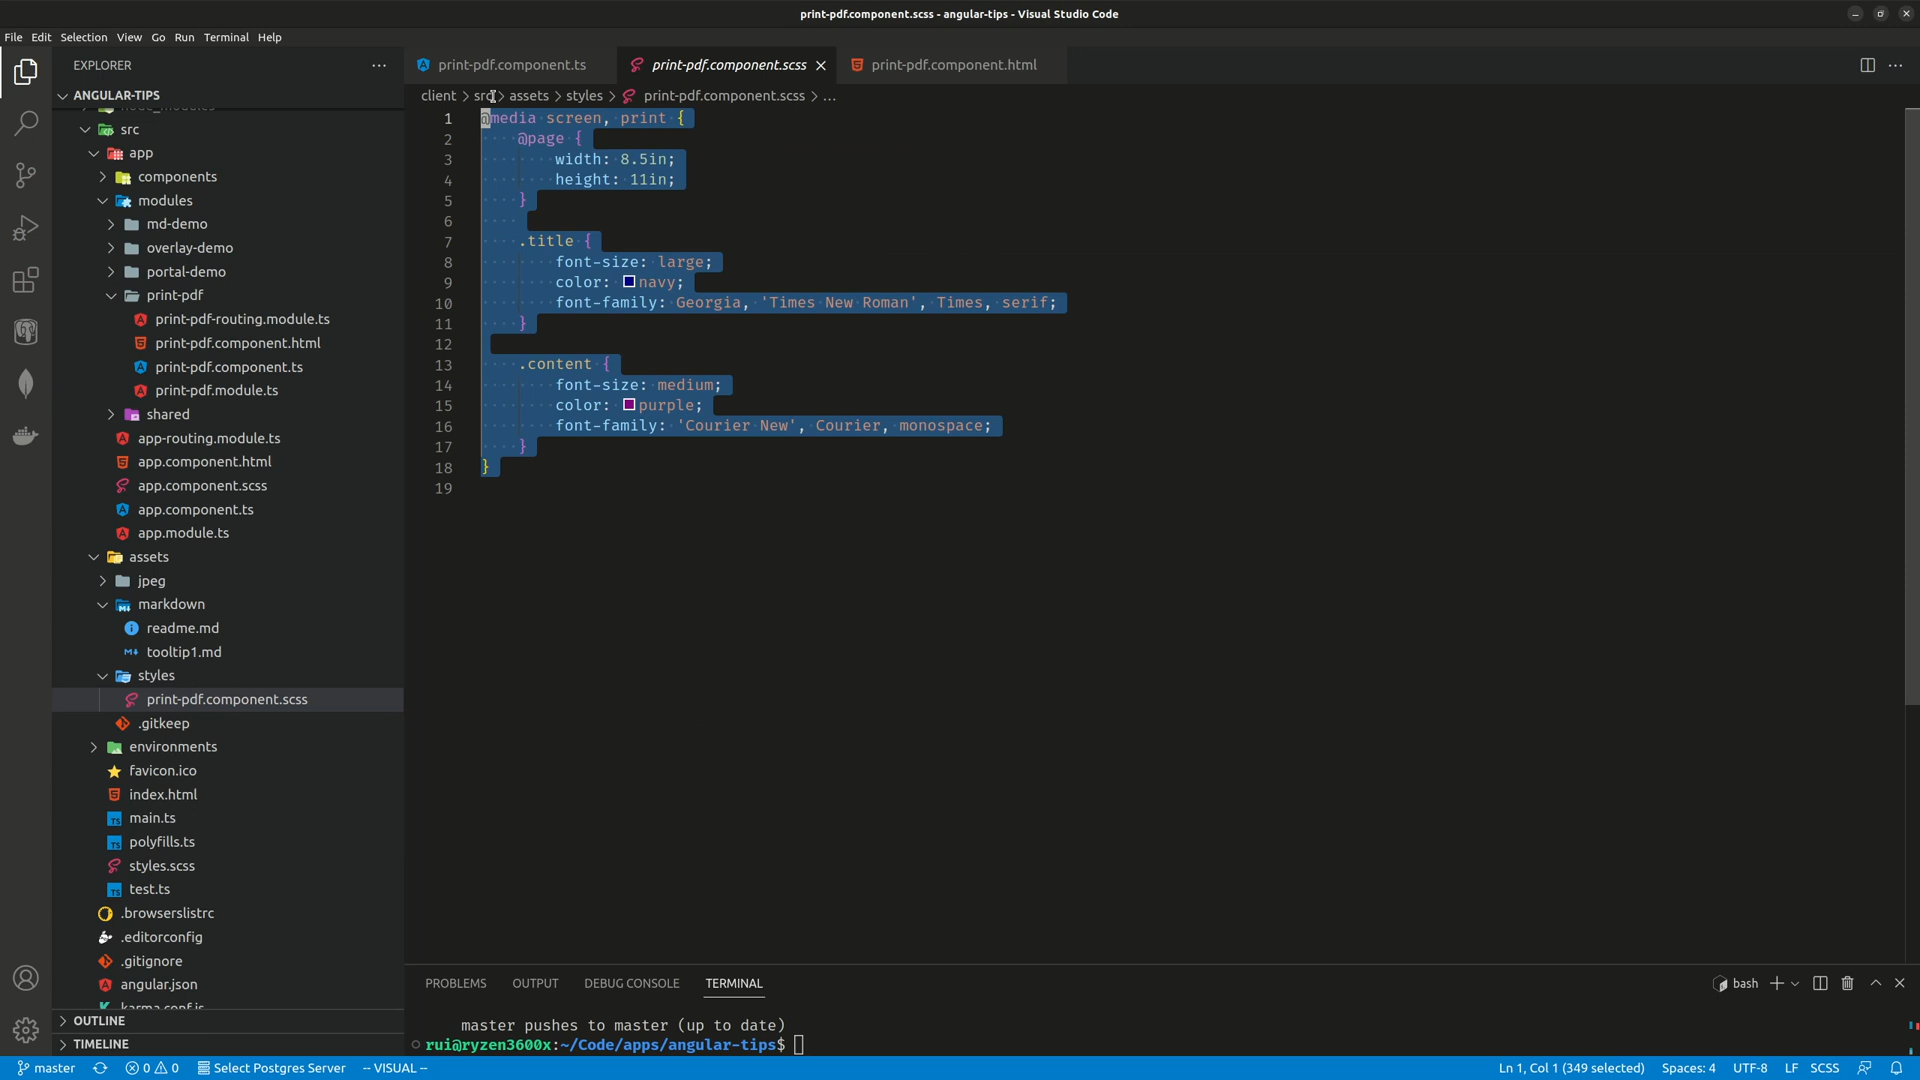 print-pdf.component.scss - angular-tips - Visual Studio Code
File Edit Selection View Go Run Terminal Help
EXPLORER
ANGULAR-TIPS
node_modules
src
app
components
modules
md-demo
overlay-demo
portal-demo
print-pdf
print-pdf-routing.module.ts
print-pdf.component.html
print-pdf.component.ts
print-pdf.module.ts
shared
app-routing.module.ts
app.component.html
app.component.scss
app.component.ts
app.module.ts
assets
jpeg
markdown
readme.md
tooltip1.md
styles
print-pdf.component.scss
.gitkeep
environments
favicon.ico
index.html
main.ts
polyfills.ts
styles.scss
test.ts
.browserslistrc
.editorconfig
.gitignore
angular.json
karma.conf.js
OUTLINE
TIMELINE
print-pdf.component.ts print-pdf.component.scss print-pdf.component.html
client > src > assets > styles > print-pdf.component.scss > ...
1 @media screen, print {
2 @page {
3 width: 8.5in;
4 height: 11in;
5 }
6
7 .title {
8 font-size: large;
9 color: navy;
10 font-family: Georgia, 'Times New Roman', Times, serif;
11 }
12
13 .content {
14 font-size: medium;
15 color: purple;
16 font-family: 'Courier New', Courier, monospace;
17 }
18 }
19
PROBLEMS OUTPUT DEBUG CONSOLE TERMINAL bash
master pushes to master (up to date)
rui@ryzen3600x:~/Code/apps/angular-tips$
master 0 0 Select Postgres Server -- VISUAL -- Ln 1, Col 1 (349 selected) Spaces: 4 UTF-8 LF SCSS